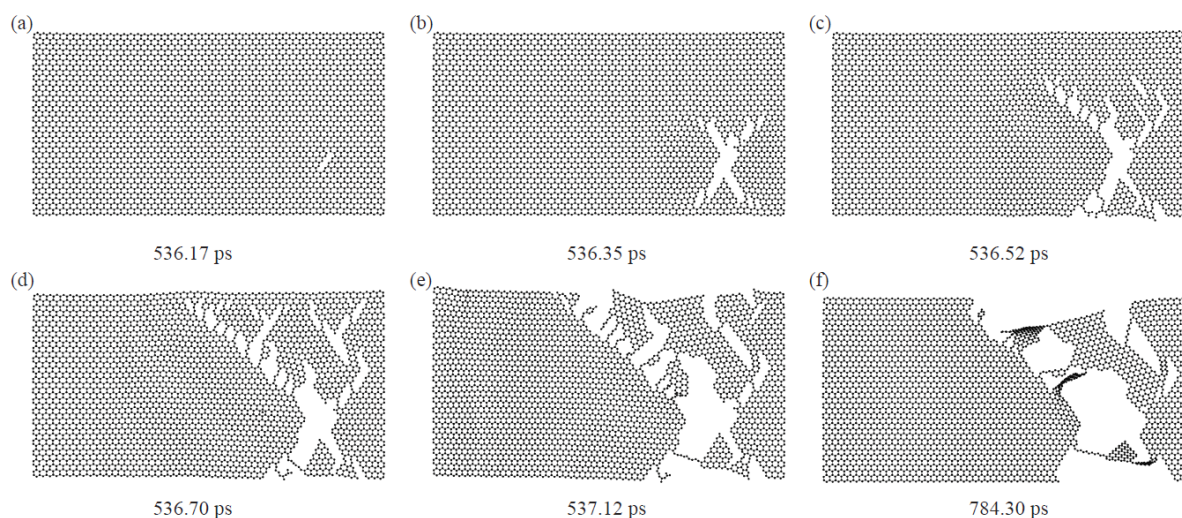 (a)
(b)
(c)
536.17 ps
536.35 ps
536.52 ps
(d)
(e)
(f)
536.70 ps
537.12 ps
784.30 ps